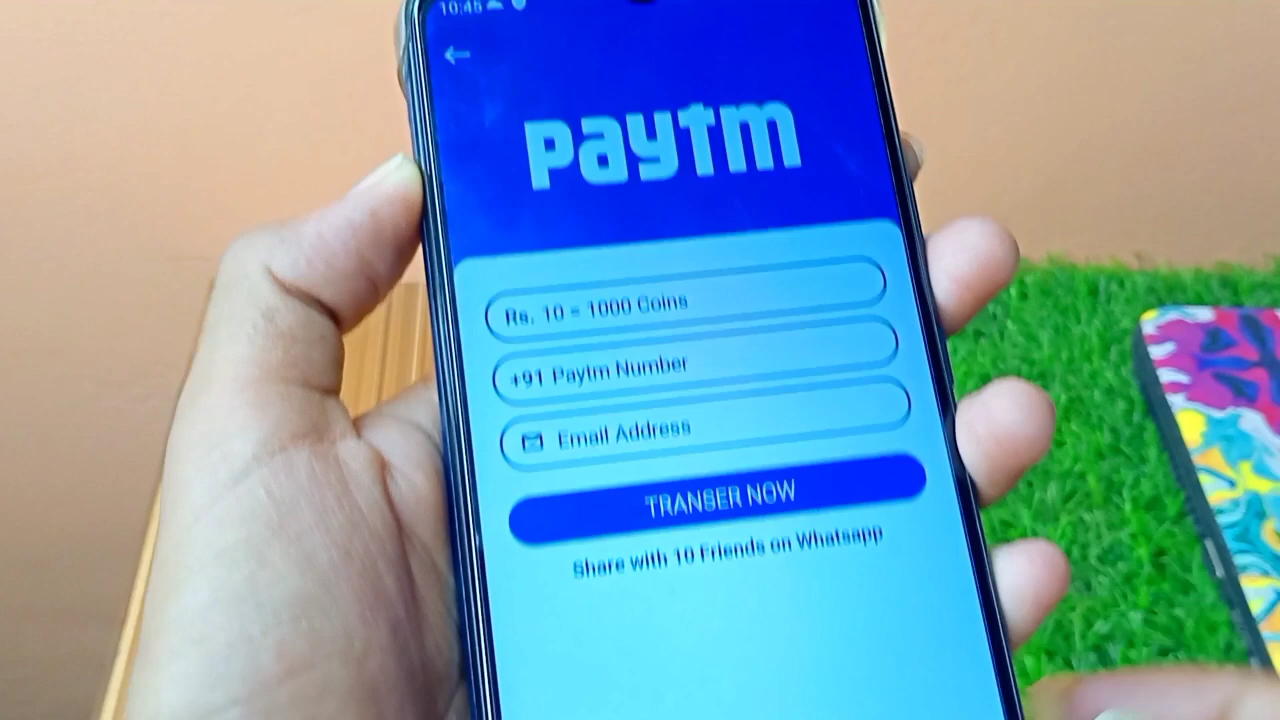 10:45
paytm
Rs. 10 = 1000 Coins
+91 Paytm Number
Email Address
TRANSER NOW
Share with 10 Friends on Whatsapp